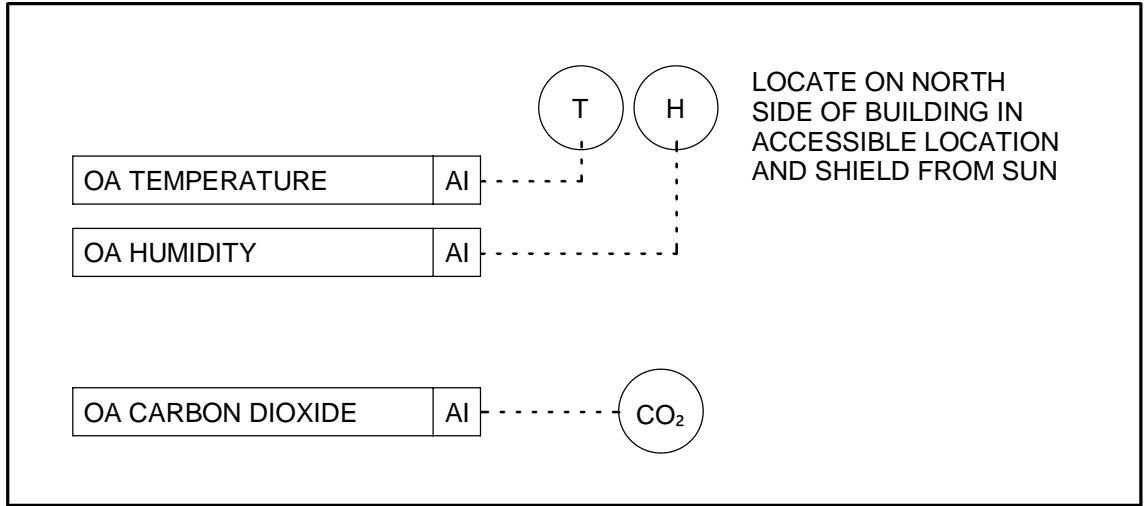 T H
LOCATE ON NORTH
SIDE OF BUILDING IN
ACCESSIBLE LOCATION
AND SHIELD FROM SUN
OA TEMPERATURE AI
OA HUMIDITY AI
OA CARBON DIOXIDE AI CO₂